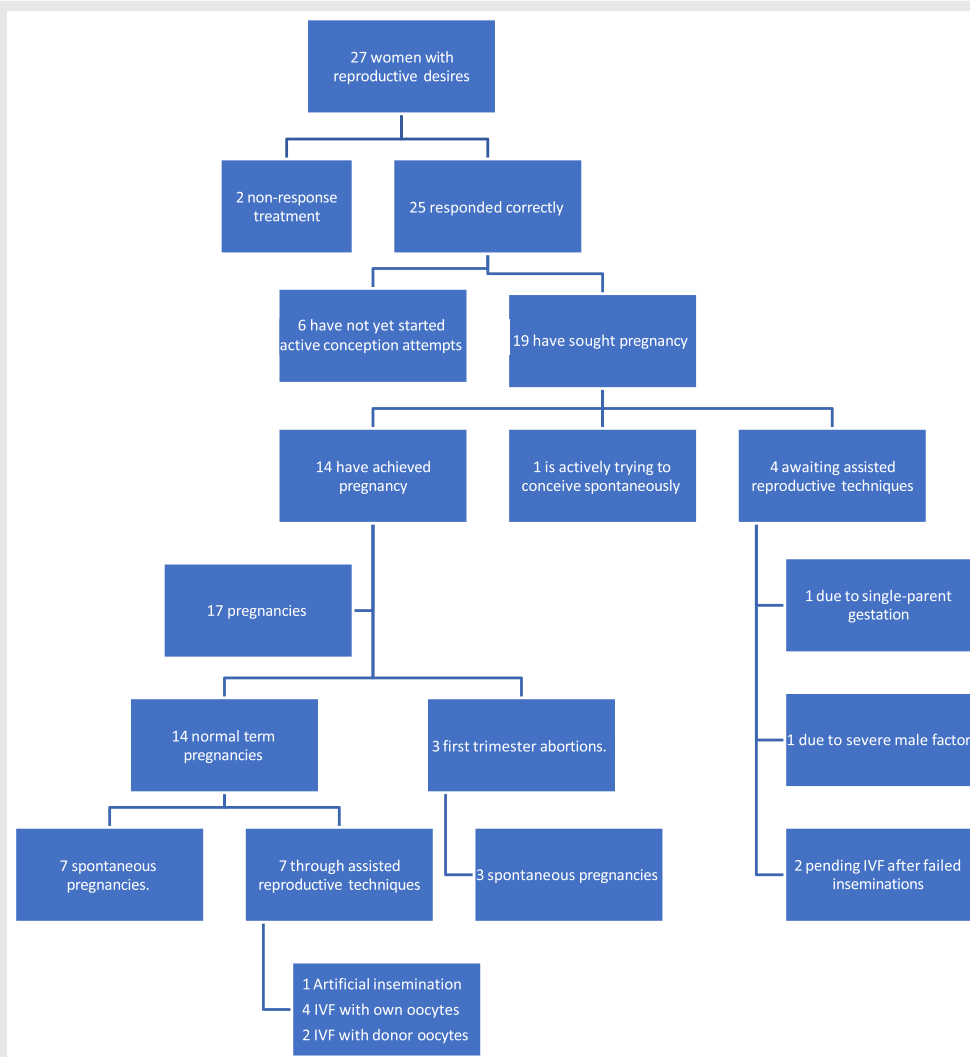 27 women with
reproductive desires
2 non-response
treatment
25 responded correctly
6 have not yet started
active conception attempts
19 have sought pregnancy
14 have achieved
pregnancy
1 is actively trying to
conceive spontaneously
4 awaiting assisted
reproductive techniques
17 pregnancies
1 due to single-parent
gestation
14 normal term
pregnancies
3 first trimester abortions.
1 due to severe male factor
7 spontaneous
pregnancies.
7 through assisted
reproductive techniques
3 spontaneous pregnancies
2 pending IVF after failed
inseminations
1 Artificial insemination
4 IVF with own oocytes
2 IVF with donor oocytes